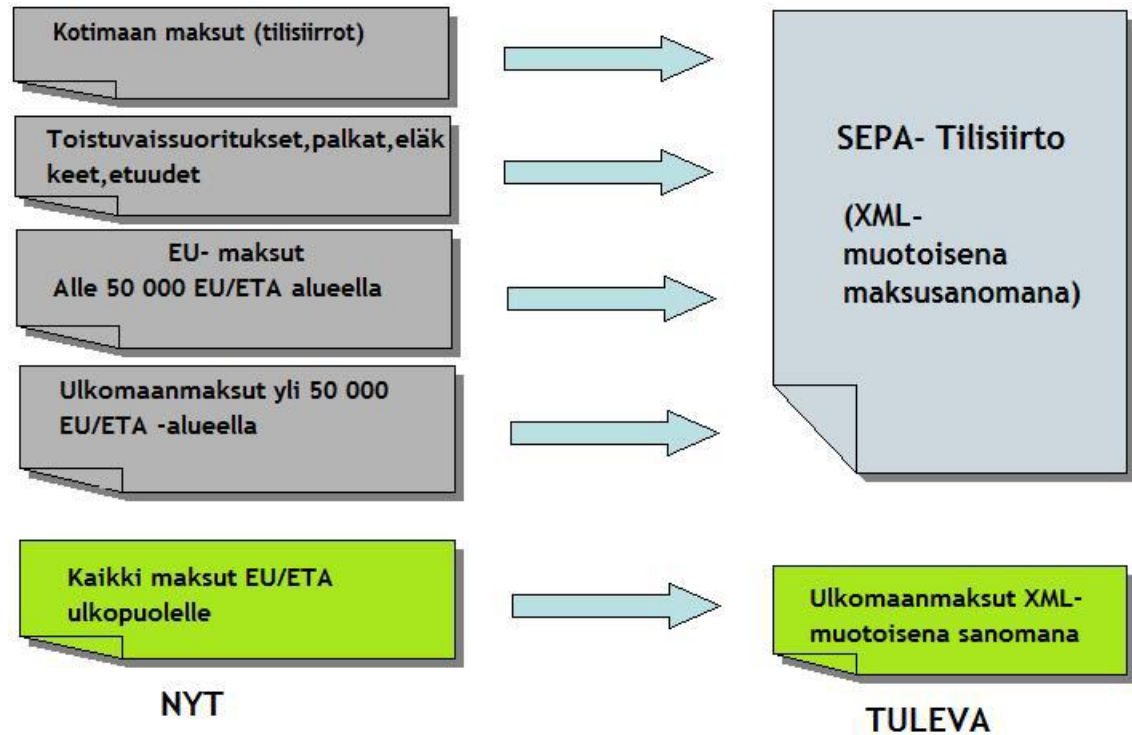 Kotimaan maksut (tilisiirrot)
Toistuvaissuoritukset,palkat,eläk
keet,etuudet
EU- maksut
Alle 50 000 EU/ETA alueella
Ulkomaanmaksut yli 50 000
EU/ETA -alueella
Kaikki maksut EU/ETA
ulkopuolelle
NYT
SEPA- Tilisiirto
(XML-
muotoisena
maksusanomana)
Ulkomaanmaksut XML-
muotoisena sanomana
TULEVA